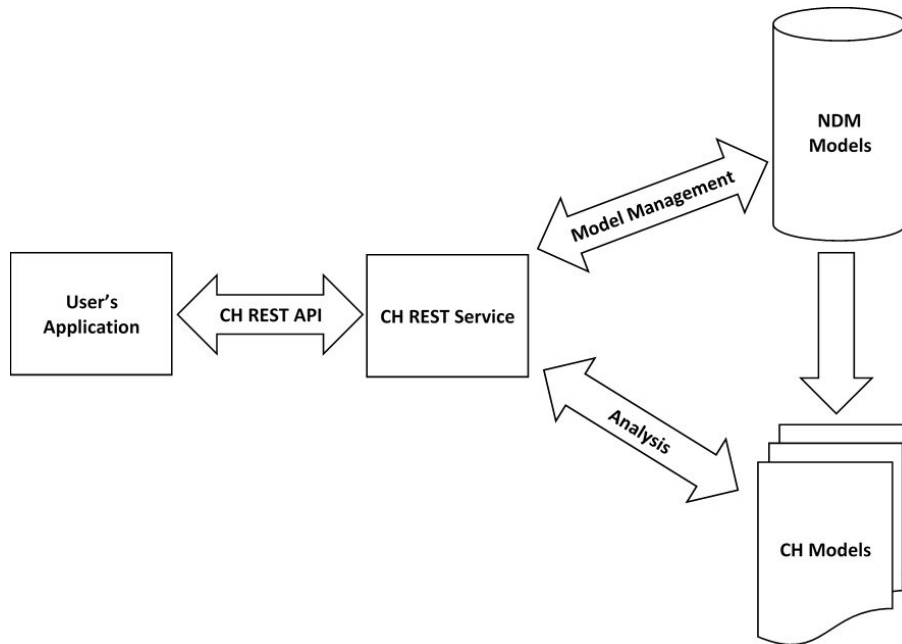 NDM
Models
Model Management
User's
Application
CH REST API
CH REST Service
Analysis
CH Models